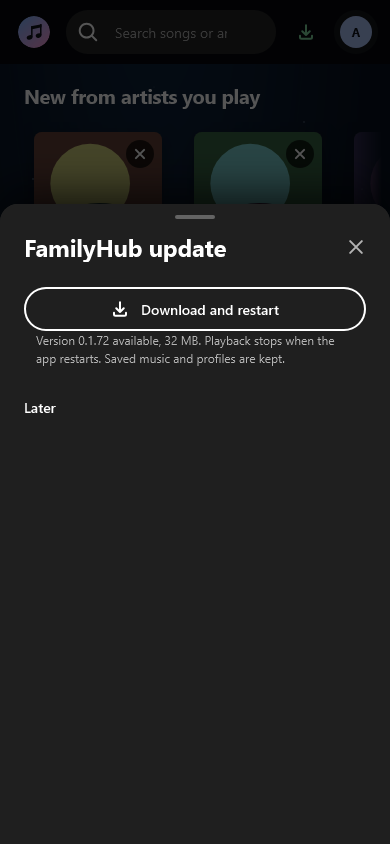 Search songs or ar
A
New from artists you play
FamilyHub update
Download and restart
Version 0.1.72 available, 32 MB. Playback stops when the
app restarts. Saved music and profiles are kept.
Later